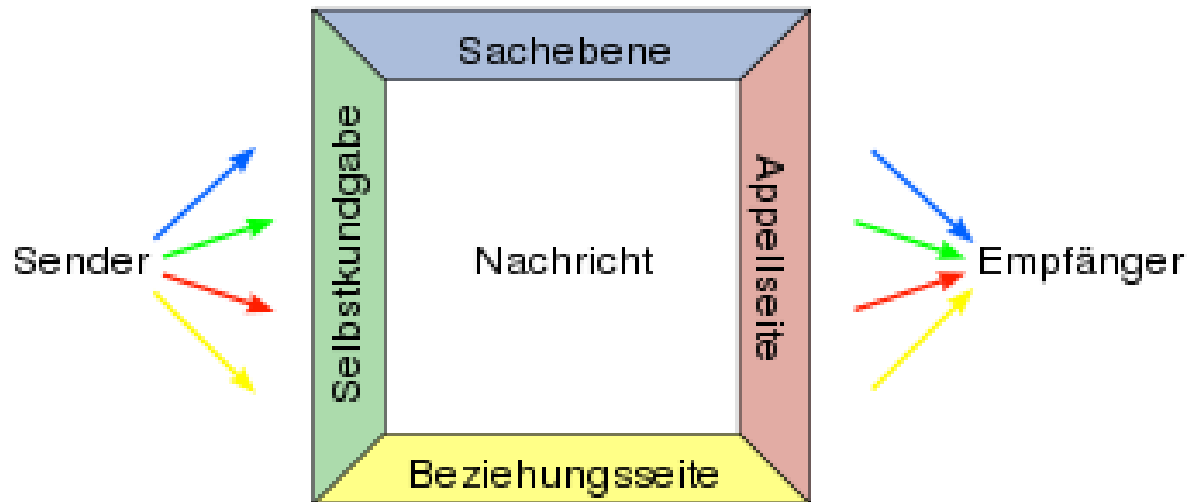 Sachebene
Sender
Selbstkundgabe
Nachricht
Appellseite
Empfänger
Beziehungsseite